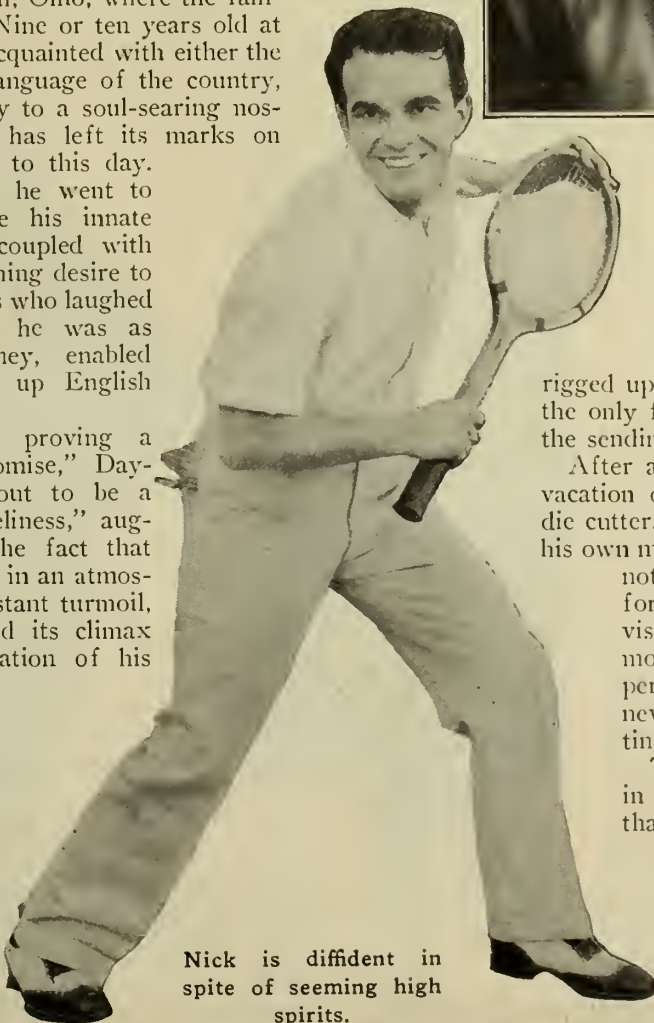 Ohio, where the fam-
Nine or ten years old at
cquainted with either the
anguage of the country,
y to a soul-searing nos-
has left its marks on
to this day.
he went to
e his innate
coupled with
ning desire to
s who laughed
he was as
ney, enabled
up English
proving a
omise," Day-
out to be a
eliness," aug-
he fact that
in an atmos-
stant turmoil,
d its climax
ation of his
rigged up
the only f
the sendin
After a
vacation o
die cutter.
his own n
not
for
vis
mo
per
nev
tin
in
tha
Nick is diffident in
spite of seeming high
spirits.